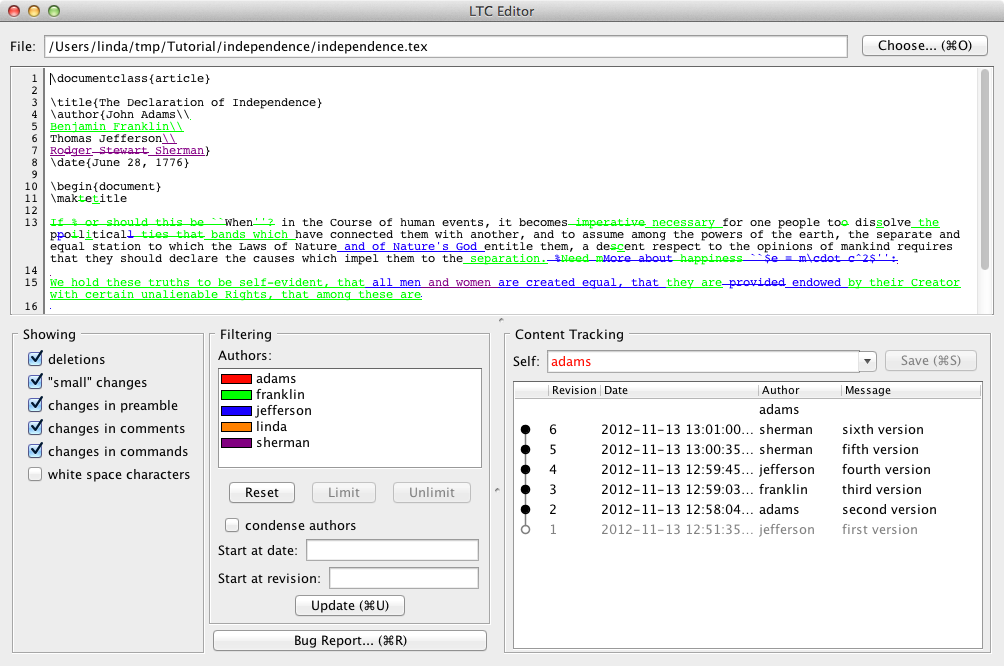 LTC Editor
File: /Users/linda/tmp/Tutorial/independence/independence.tex Choose... (⌘O)
1 \documentclass{article}
2
3 \title{The Declaration of Independence}
4 \author{John Adams\\
5 Benjamin Franklin\\
6 Thomas Jefferson\\
7 Rodger Stewart Sherman}
8 \date{June 28, 1776}
9
10 \begin{document}
11 \maktetitle
12
13 If % or should this be ``When''? in the Course of human events, it becomes imperative necessary for one people too dissolve the
ppoliltical ties that bands which have connected them with another, and to assume among the powers of the earth, the separate and
equal station to which the Laws of Nature and of Nature's God entitle them, a descent respect to the opinions of mankind requires
that they should declare the causes which impel them to the separation. %Need mMore about happiness ``$e = m\cdot c^2$'':
14 .
15 We hold these truths to be self-evident, that all men and women are created equal, that they are provided endowed by their Creator
with certain unalienable Rights, that among these are
16
Showing
deletions
"small" changes
changes in preamble
changes in comments
changes in commands
white space characters
Filtering
Authors:
adams
franklin
jefferson
linda
sherman
Reset Limit Unlimit
condense authors
Start at date:
Start at revision:
Update (⌘U)
Bug Report... (⌘R)
Content Tracking
Self: adams Save (⌘S)
Revision Date Author Message
adams
6 2012-11-13 13:01:00... sherman sixth version
5 2012-11-13 13:00:35... sherman fifth version
4 2012-11-13 12:59:45... jefferson fourth version
3 2012-11-13 12:59:03... franklin third version
2 2012-11-13 12:58:04... adams second version
1 2012-11-13 12:51:35... jefferson first version